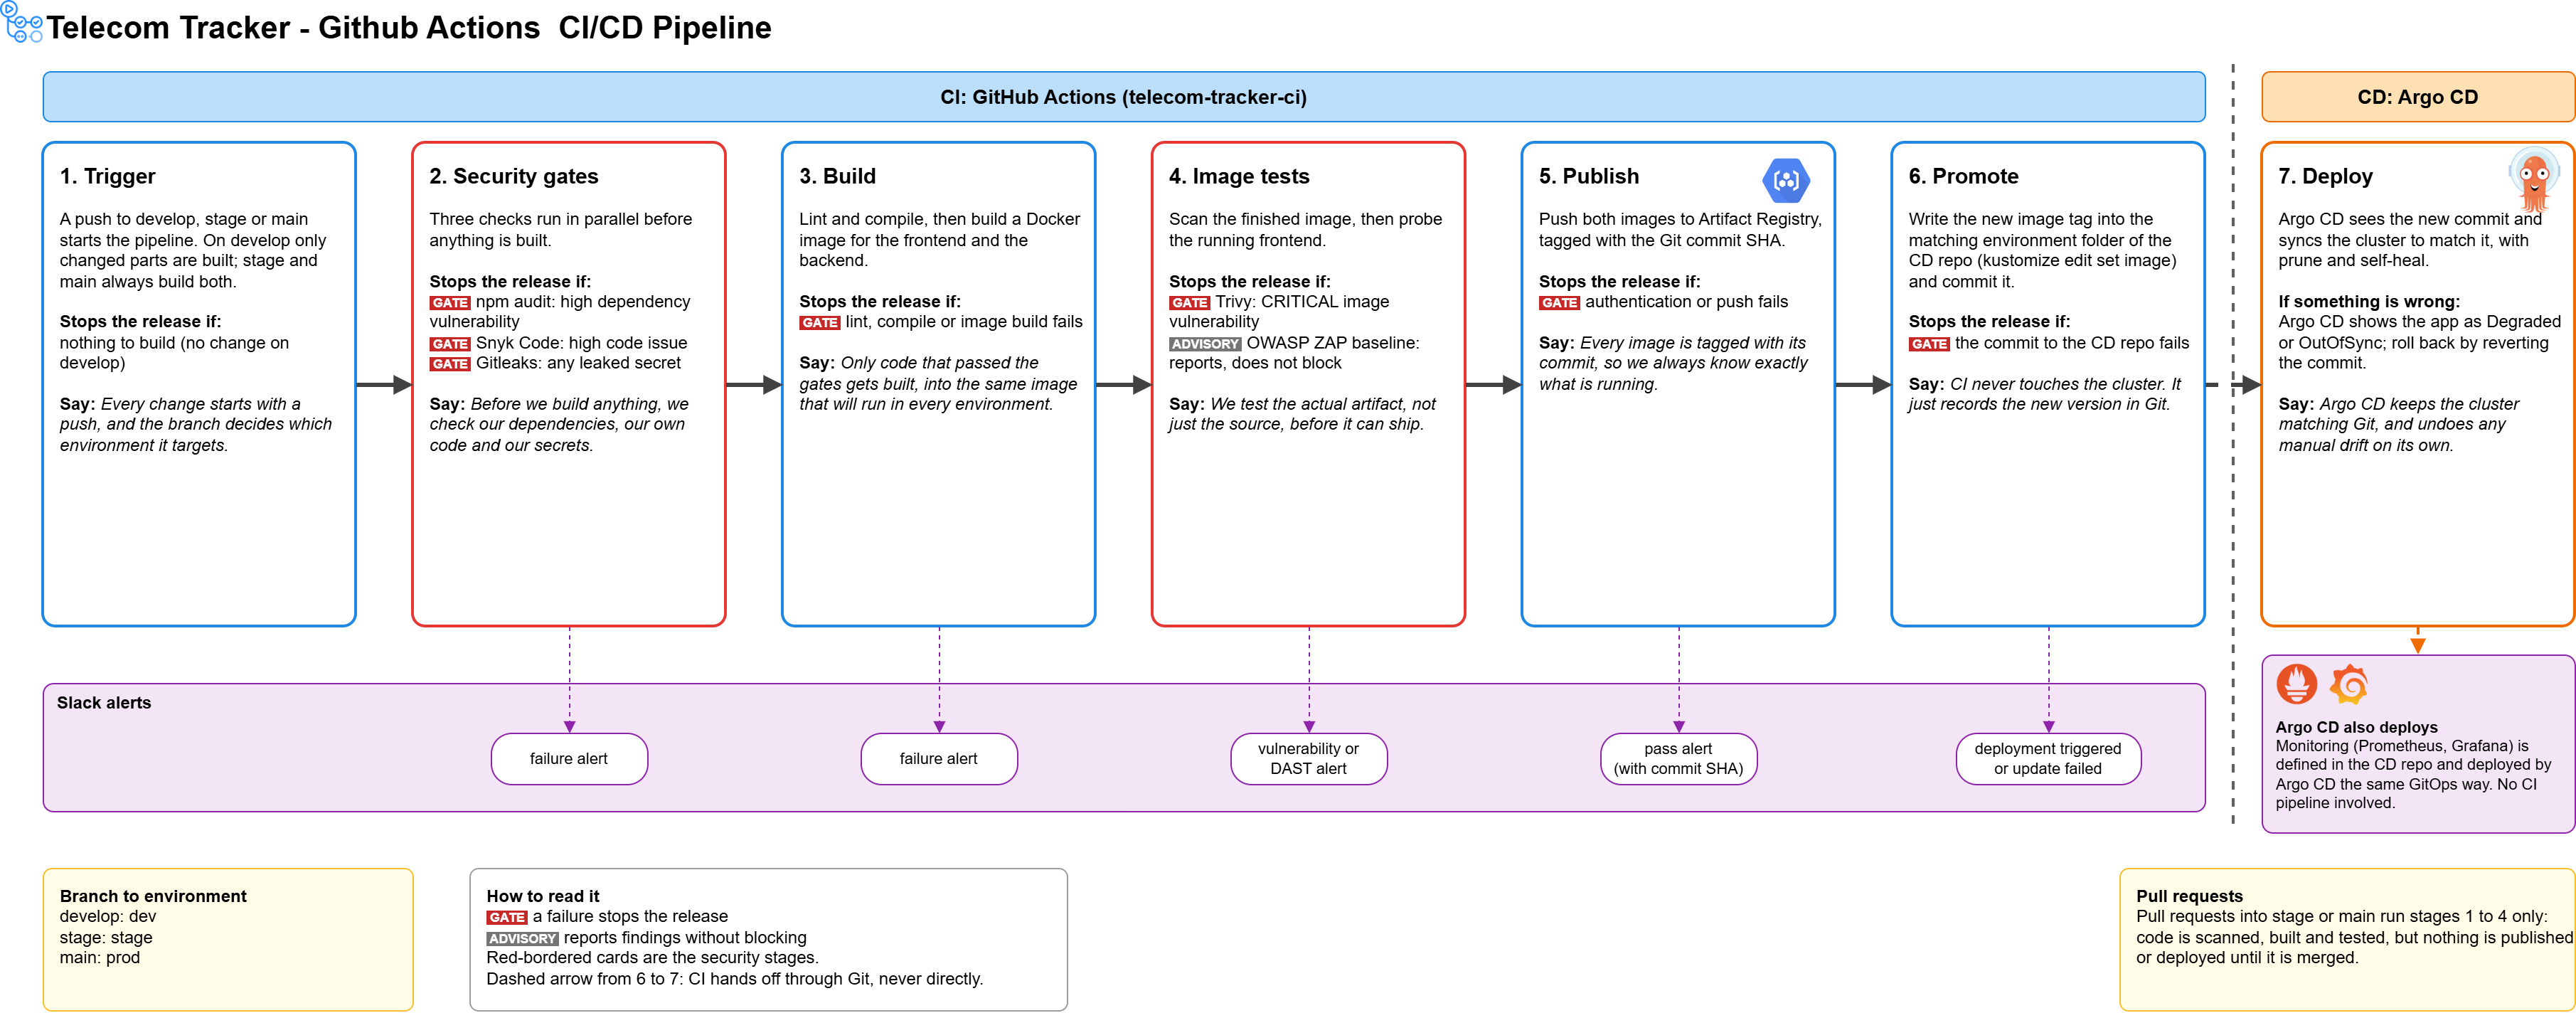 Telecom Tracker - Github Actions  CI/CD Pipeline
CI: GitHub Actions (telecom-tracker-ci)
CD: Argo CD
1. Trigger
A push to develop, stage or main
starts the pipeline. On develop only
changed parts are built; stage and
main always build both.
Stops the release if:
nothing to build (no change on
develop)
Say: Every change starts with a
push, and the branch decides which
environment it targets.
2. Security gates
Three checks run in parallel before
anything is built.
Stops the release if:
GATE npm audit: high dependency
vulnerability
GATE Snyk Code: high code issue
GATE Gitleaks: any leaked secret
Say: Before we build anything, we
check our dependencies, our own
code and our secrets.
3. Build
Lint and compile, then build a Docker
image for the frontend and the
backend.
Stops the release if:
GATE lint, compile or image build fails
Say: Only code that passed the
gates gets built, into the same image
that will run in every environment.
4. Image tests
Scan the finished image, then probe
the running frontend.
Stops the release if:
GATE Trivy: CRITICAL image
vulnerability
ADVISORY OWASP ZAP baseline:
reports, does not block
Say: We test the actual artifact, not
just the source, before it can ship.
5. Publish
Push both images to Artifact Registry,
tagged with the Git commit SHA.
Stops the release if:
GATE authentication or push fails
Say: Every image is tagged with its
commit, so we always know exactly
what is running.
6. Promote
Write the new image tag into the
matching environment folder of the
CD repo (kustomize edit set image)
and commit it.
Stops the release if:
GATE the commit to the CD repo fails
Say: CI never touches the cluster. It
just records the new version in Git.
7. Deploy
Argo CD sees the new commit and
syncs the cluster to match it, with
prune and self-heal.
If something is wrong:
Argo CD shows the app as Degraded
or OutOfSync; roll back by reverting
the commit.
Say: Argo CD keeps the cluster
matching Git, and undoes any
manual drift on its own.
Slack alerts
failure alert
failure alert
vulnerability or
DAST alert
pass alert
(with commit SHA)
deployment triggered
or update failed
Argo CD also deploys
Monitoring (Prometheus, Grafana) is
defined in the CD repo and deployed by
Argo CD the same GitOps way. No CI
pipeline involved.
Branch to environment
develop: dev
stage: stage
main: prod
How to read it
GATE a failure stops the release
ADVISORY reports findings without blocking
Red-bordered cards are the security stages.
Dashed arrow from 6 to 7: CI hands off through Git, never directly.
Pull requests
Pull requests into stage or main run stages 1 to 4 only:
code is scanned, built and tested, but nothing is published
or deployed until it is merged.